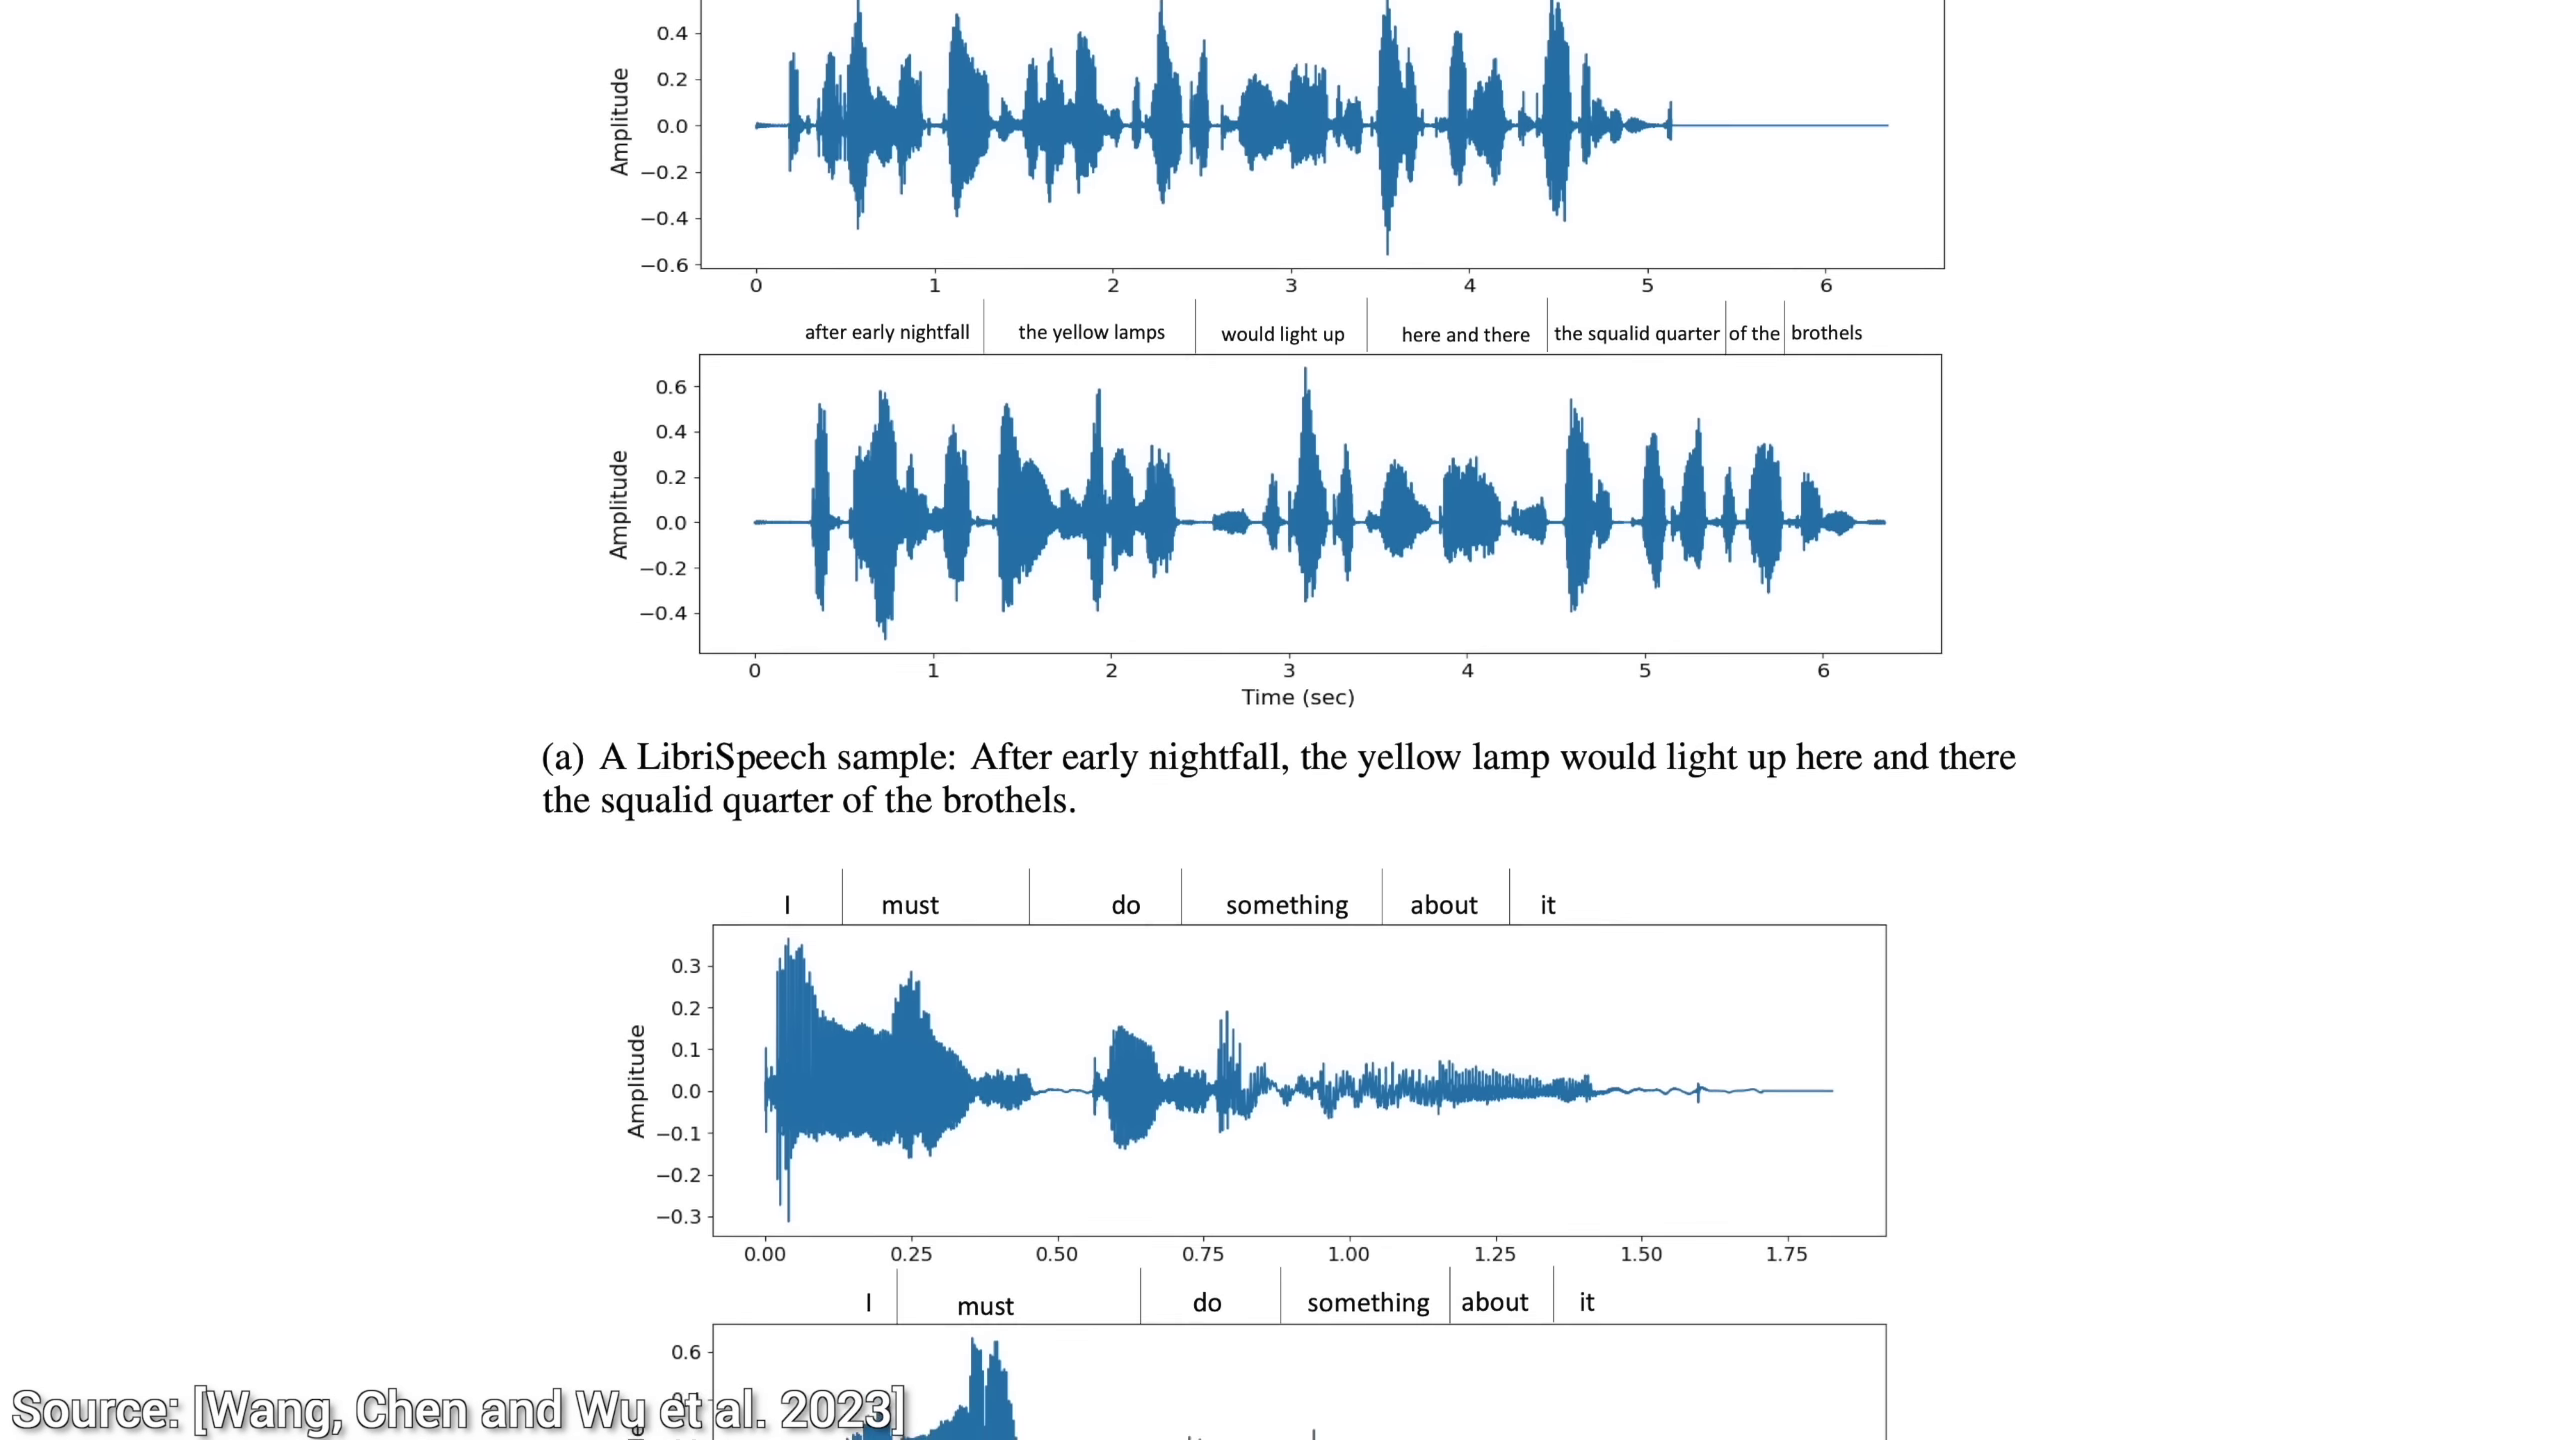 0.4
0.2
Amplitude
0.0
−0.2
−0.4
−0.6
0 1 2 3 4 5 6
after early nightfall the yellow lamps would light up here and there the squalid quarter of the brothels
0.6
0.4
0.2
Amplitude
0.0
−0.2
−0.4
0 1 2 3 4 5 6
Time (sec)
(a) A LibriSpeech sample: After early nightfall, the yellow lamp would light up here and there
the squalid quarter of the brothels.
I must do something about it
0.3
0.2
0.1
Amplitude
0.0
−0.1
−0.2
−0.3
0.00 0.25 0.50 0.75 1.00 1.25 1.50 1.75
I must do something about it
0.6
Source: [Wang, Chen and Wu et al. 2023]